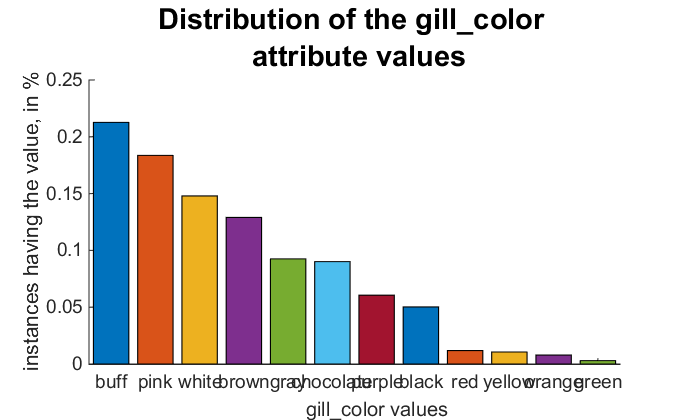 Distribution of the gill_color
attribute values
instances having the value, in %
0.25
0.2
0.15
0.1
0.05
0
buff pink white brown gray chocolate purple black red yellow orange green
gill_color values